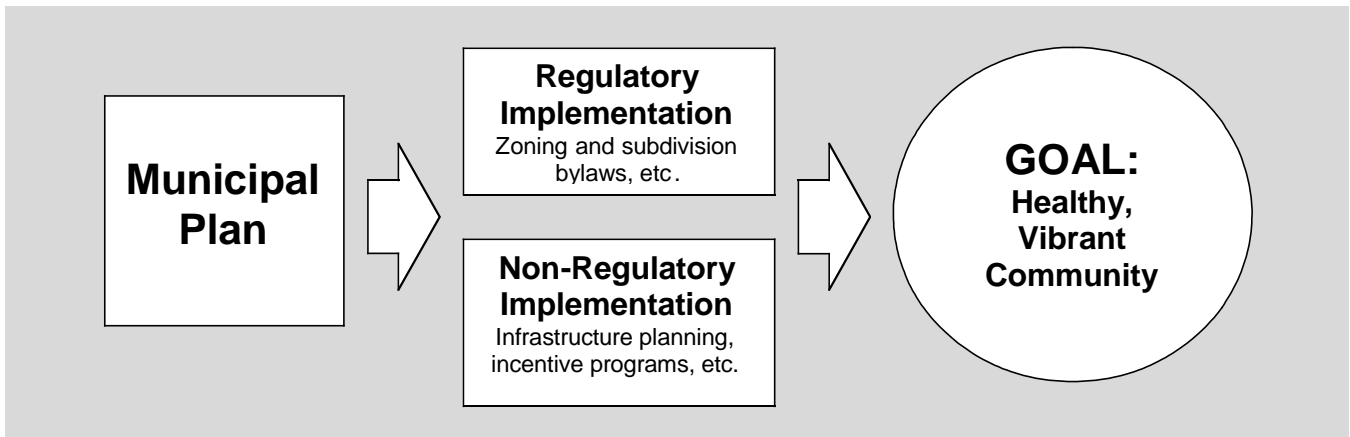 Municipal
Plan
Regulatory
Implementation
Zoning and subdivision
bylaws, etc.
Non-Regulatory
Implementation
Infrastructure planning,
incentive programs, etc.
GOAL:
Healthy,
Vibrant
Community